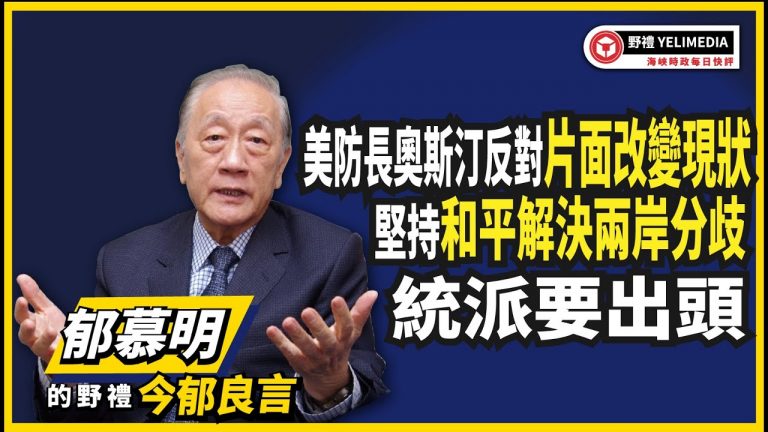 野禮 YELIMEDIA
海峽時政每日快評
美防長奧斯汀反對片面改變現狀
堅持和平解決兩岸分歧
統派要出頭
郁慕明
的野禮 今郁良言